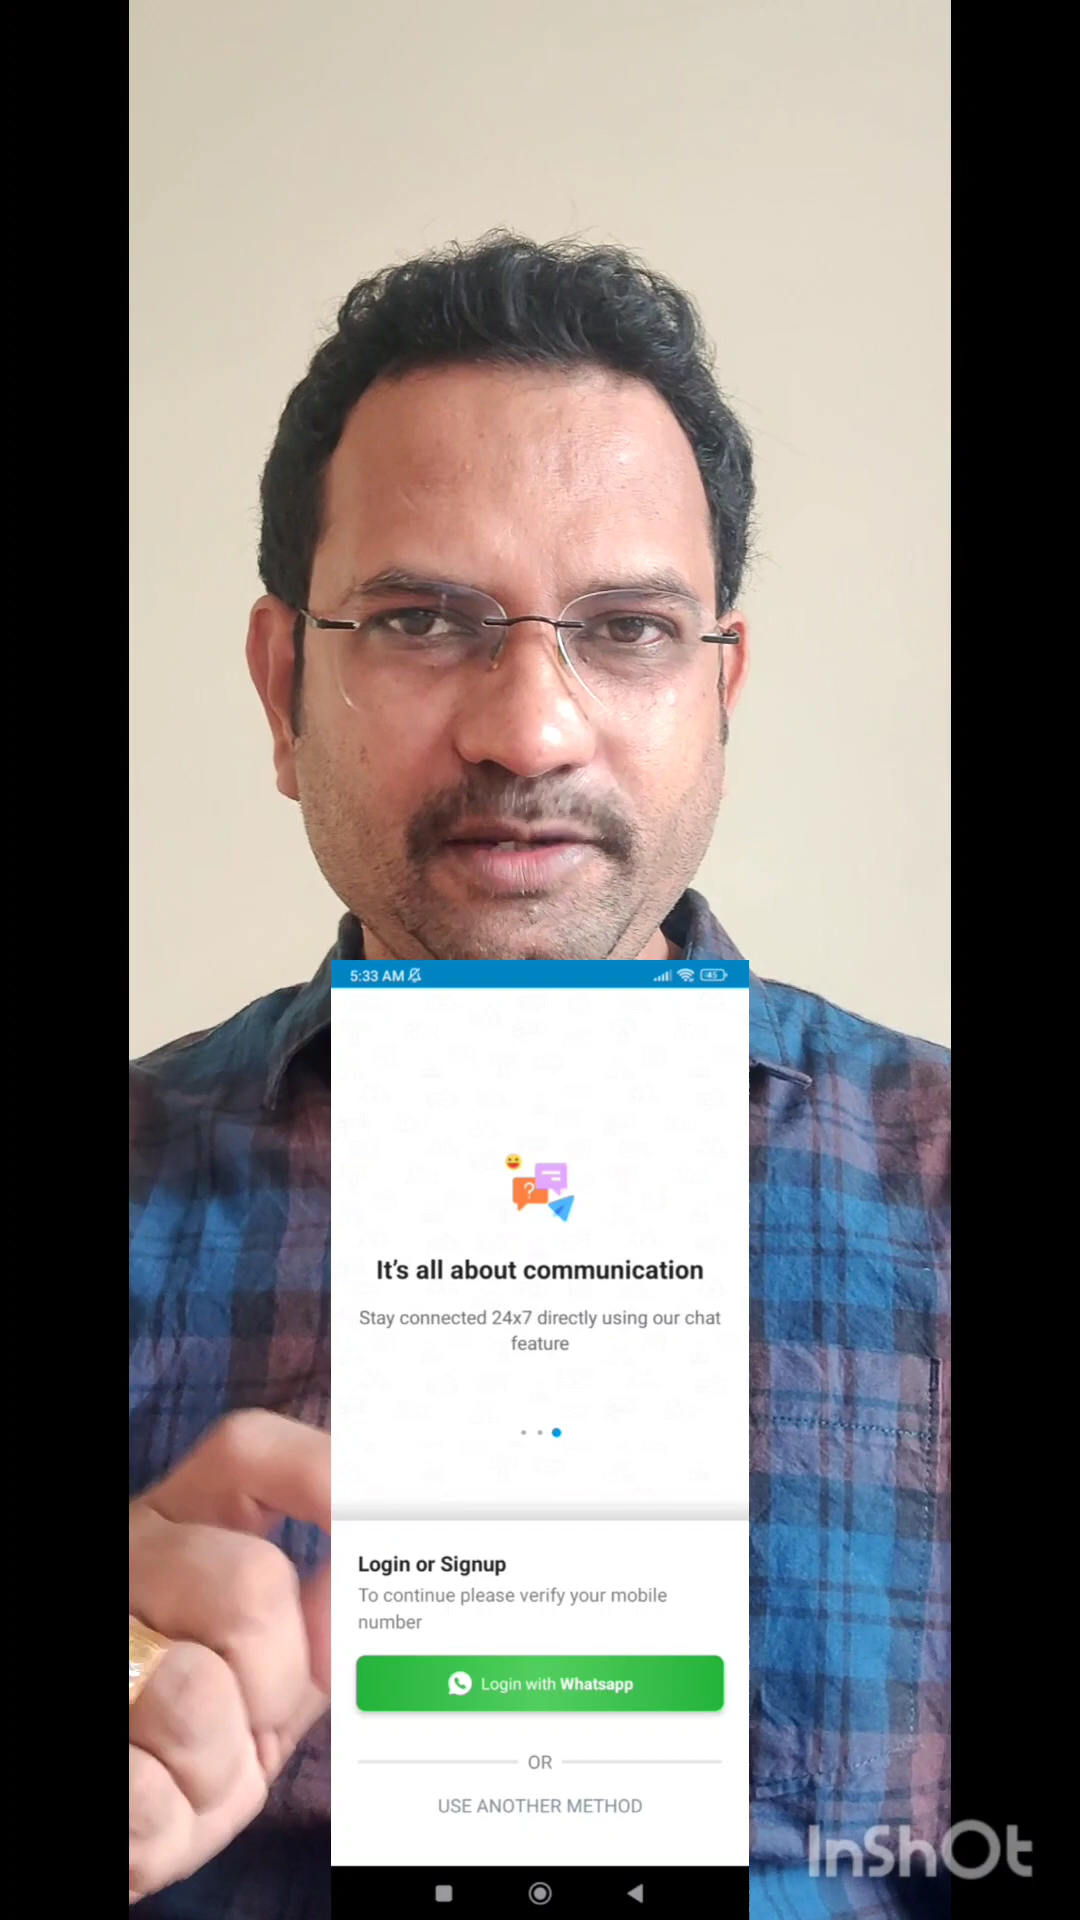 5:33 AM
45
It's all about communication
Stay connected 24x7 directly using our chat
feature
Login or Signup
To continue please verify your mobile
number
Login with Whatsapp
OR
USE ANOTHER METHOD
InShOt